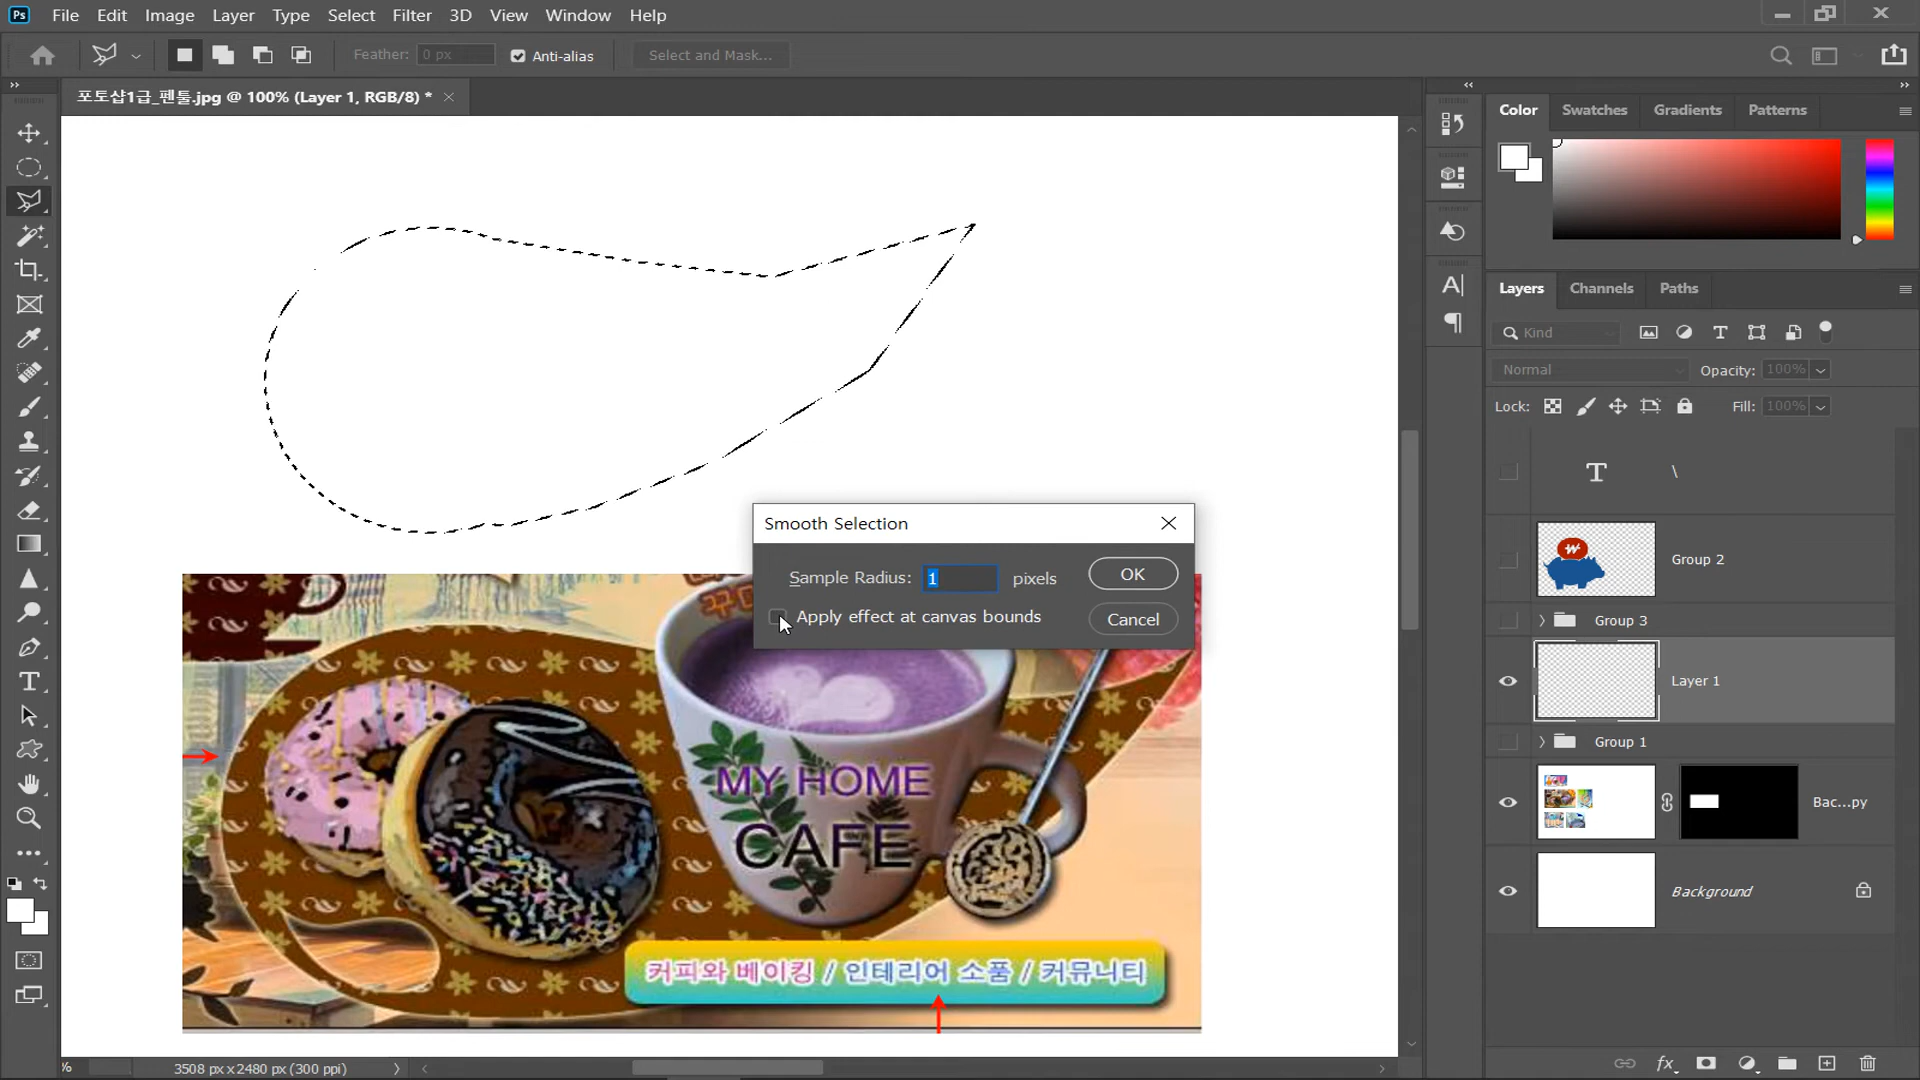 Ps File Edit Image Layer Type Select Filter 3D View Window Help
Feather: 0 px Anti-alias Select and Mask...
포토샵1급_펜툴.jpg @ 100% (Layer 1, RGB/8) *
Color Swatches Gradients Patterns
Layers Channels Paths
Kind
Normal Opacity: 100%
Lock: Fill: 100%
T \
Group 2
Group 3
Layer 1
Group 1
Bac...py
Background
Smooth Selection
Sample Radius: 1 pixels OK
Apply effect at canvas bounds Cancel
MY HOME
CAFE
커피와 베이킹 / 인테리어 소품 / 커뮤니티
% 3508 px x 2480 px (300 ppi)